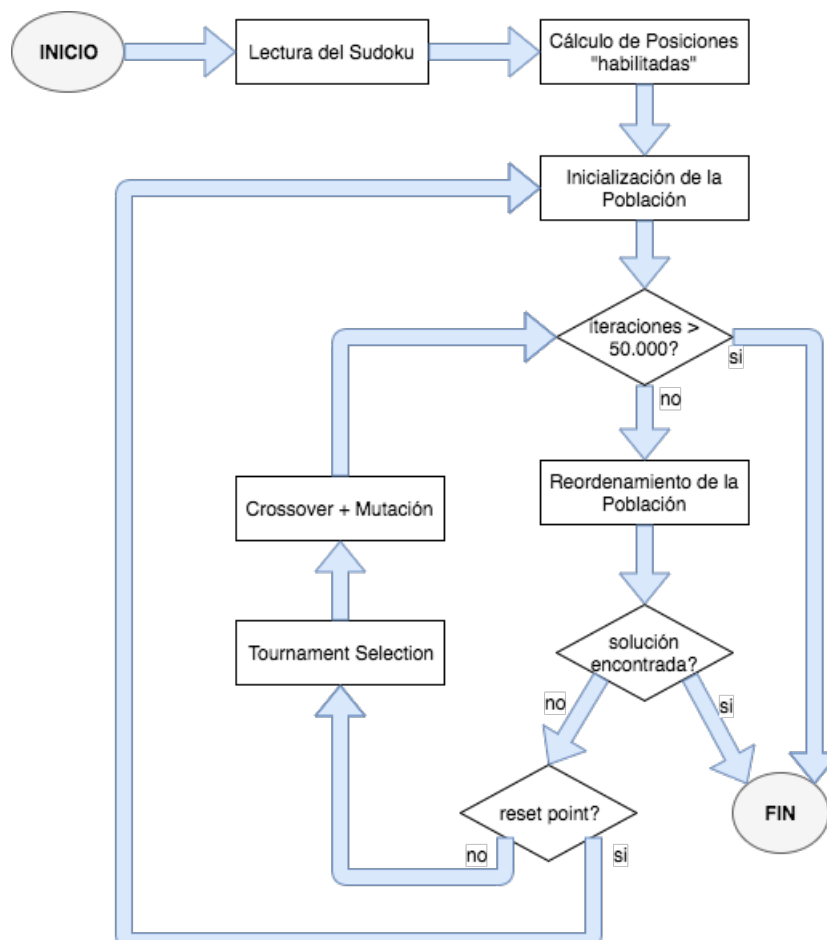 INICIO
Lectura del Sudoku
Cálculo de Posiciones
"habilitadas"
Inicialización de la
Población
iteraciones >
50.000?
si
no
Reordenamiento de la
Población
Crossover + Mutación
solución
encontrada?
Tournament Selection
no
si
reset point?
FIN
no
si